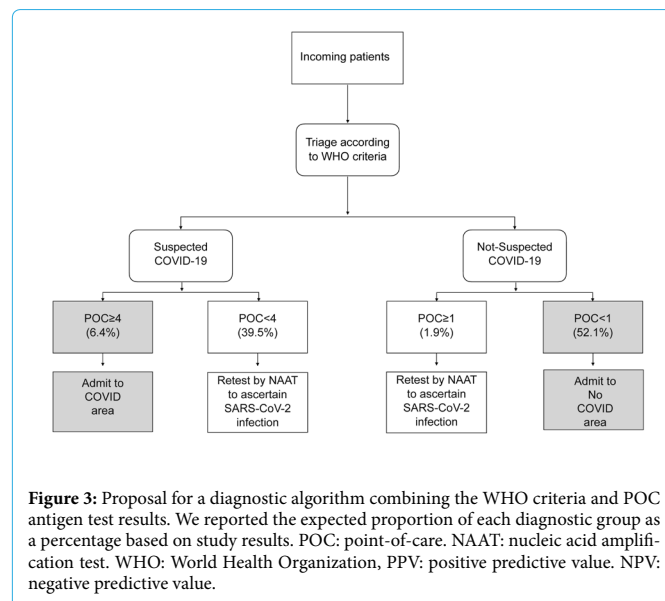 Incoming patients
Triage according
to WHO criteria
Suspected
COVID-19
Not-Suspected
COVID-19
POC≥4
(6.4%)
POC<4
(39.5%)
POC≥1
(1.9%)
POC<1
(52.1%)
Admit to
COVID
area
Retest by NAAT
to ascertain
SARS-CoV-2
infection
Retest by NAAT
to ascertain
SARS-CoV-2
infection
Admit to
No
COVID
area
Figure 3: Proposal for a diagnostic algorithm combining the WHO criteria and POC
antigen test results. We reported the expected proportion of each diagnostic group as
a percentage based on study results. POC: point-of-care. NAAT: nucleic acid amplifi-
cation test. WHO: World Health Organization, PPV: positive predictive value. NPV:
negative predictive value.